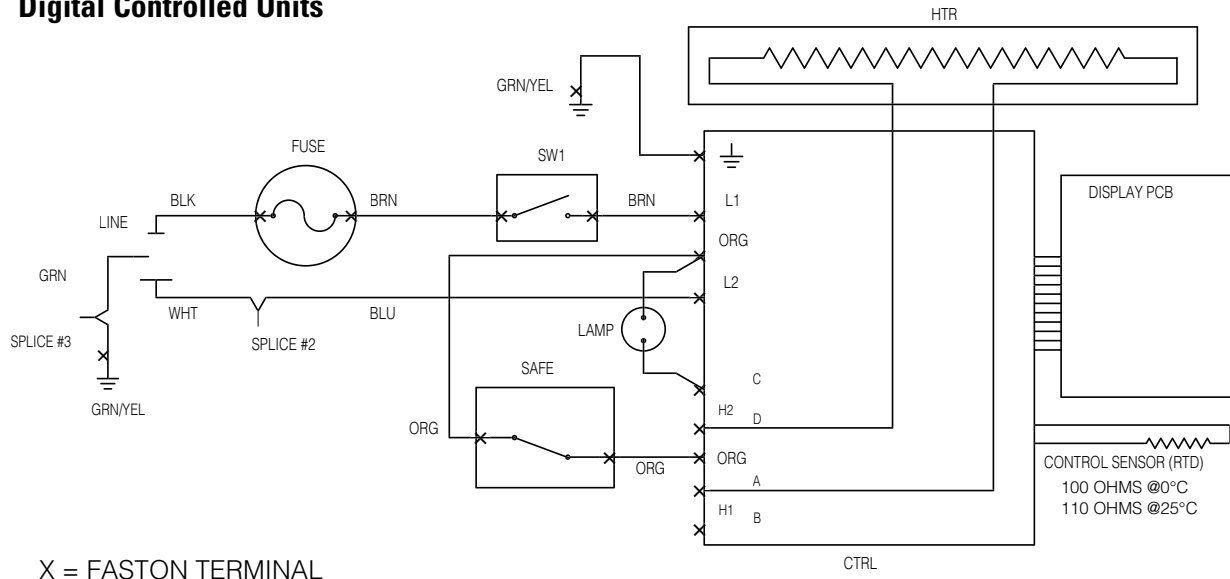 Digital Controlled Units
HTR
GRN/YEL
FUSE
SW1
BLK
BRN
BRN
L1
DISPLAY PCB
LINE
ORG
GRN
L2
WHT
BLU
LAMP
SPLICE #3
SPLICE #2
SAFE
C
GRN/YEL
H2
D
ORG
ORG
ORG
CONTROL SENSOR (RTD)
A
100 OHMS @0°C
110 OHMS @25°C
H1
B
CTRL
X = FASTON TERMINAL